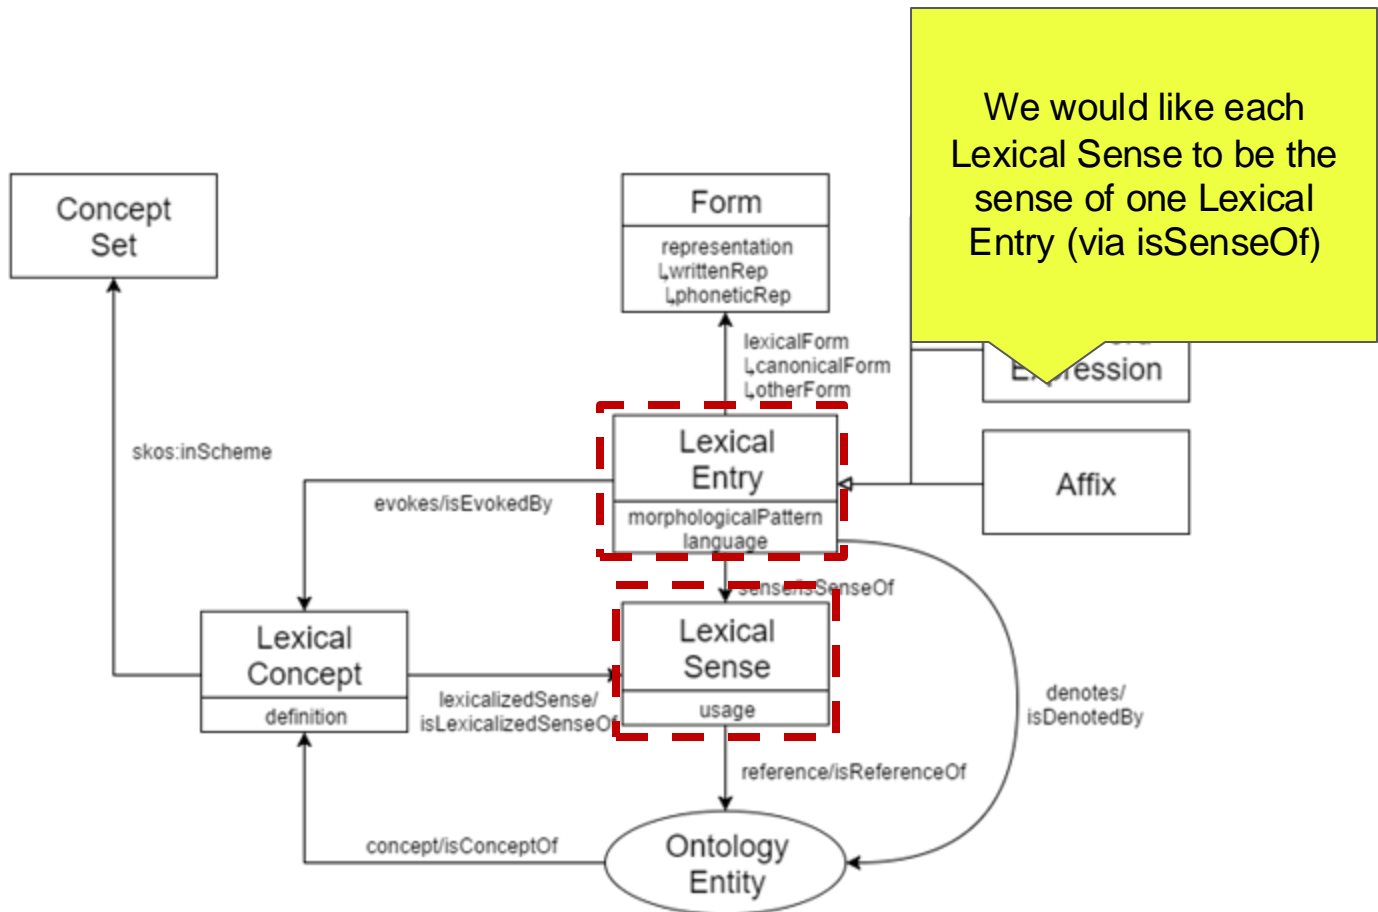 We would like each
Lexical Sense to be the
sense of one Lexical
Entry (via isSenseOf)
Concept
Set
Form
representation
↳writtenRep
↳phoneticRep
lexicalForm
↳canonicalForm
↳otherForm
Expression
skos:inScheme
Lexical
Entry
morphologicalPattern
language
Affix
evokes/isEvokedBy
sense/isSenseOf
Lexical
Concept
definition
lexicalizedSense/
isLexicalizedSenseOf
Lexical
Sense
usage
denotes/
isDenotedBy
reference/isReferenceOf
concept/isConceptOf
Ontology
Entity